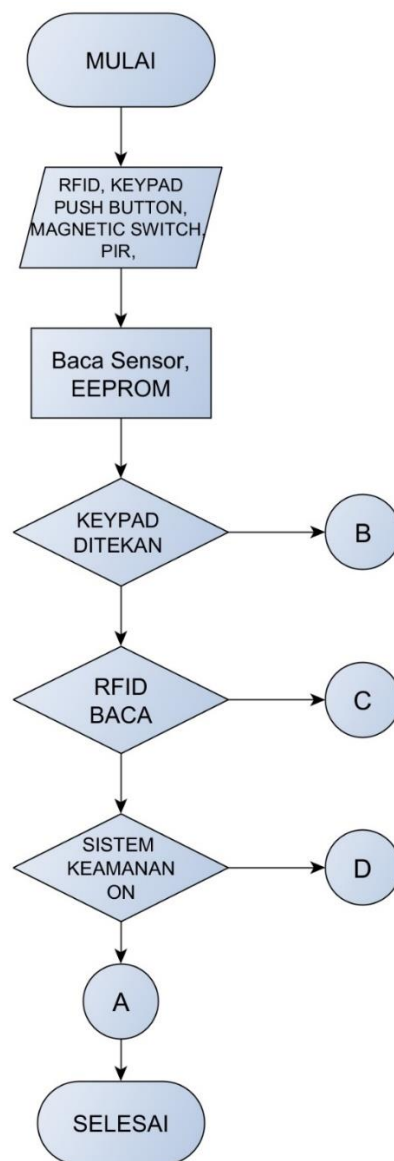 MULAI
RFID, KEYPAD
PUSH BUTTON,
MAGNETIC SWITCH,
PIR,
Baca Sensor,
EEPROM
KEYPAD
DITEKAN
B
RFID
BACA
C
SISTEM
KEAMANAN
ON
D
A
SELESAI